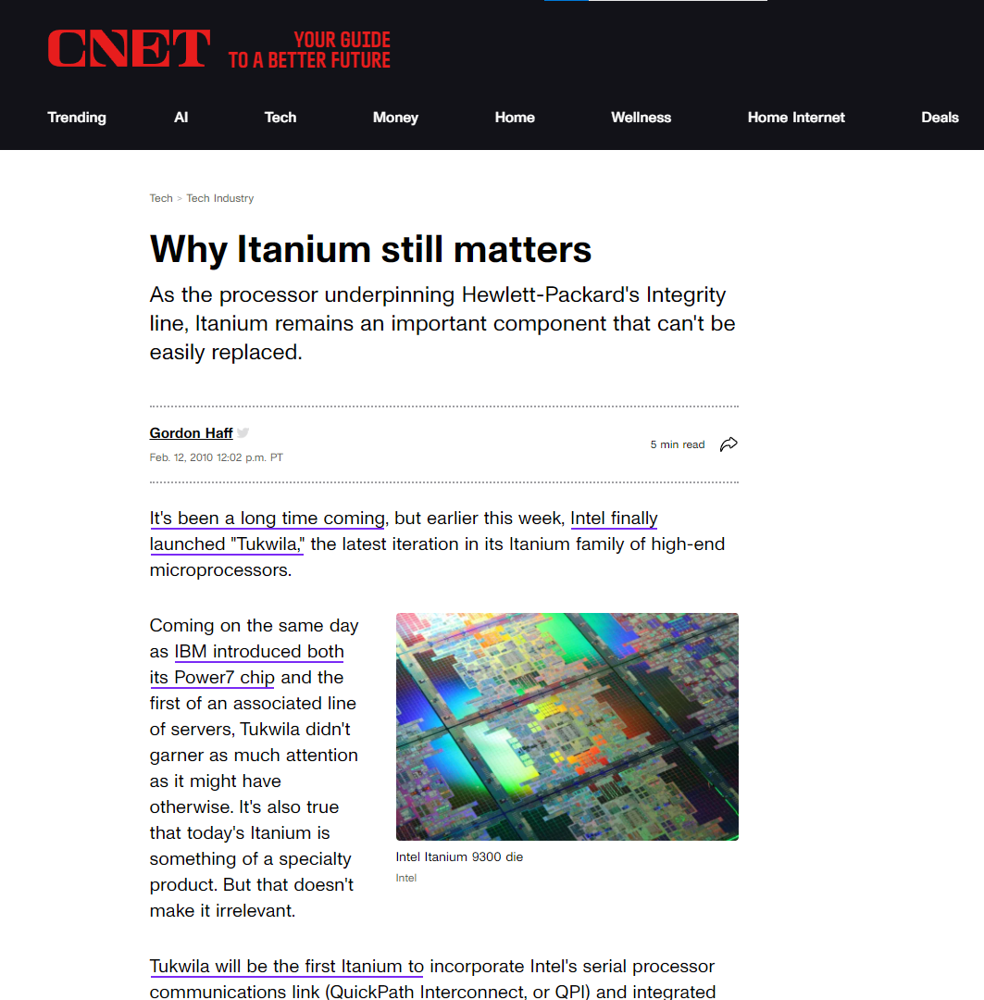 CNET
YOUR GUIDE
TO A BETTER FUTURE
Trending AI Tech Money Home Wellness Home Internet Deals
Tech > Tech Industry
Why Itanium still matters
As the processor underpinning Hewlett-Packard's Integrity
line, Itanium remains an important component that can't be
easily replaced.
Gordon Haff
Feb. 12, 2010 12:02 p.m. PT
5 min read
It's been a long time coming, but earlier this week, Intel finally
launched "Tukwila," the latest iteration in its Itanium family of high-end
microprocessors.
Coming on the same day
as IBM introduced both
its Power7 chip and the
first of an associated line
of servers, Tukwila didn't
garner as much attention
as it might have
otherwise. It's also true
that today's Itanium is
something of a specialty
product. But that doesn't
make it irrelevant.
Intel Itanium 9300 die
Intel
Tukwila will be the first Itanium to incorporate Intel's serial processor
communications link (QuickPath Interconnect, or QPI) and integrated